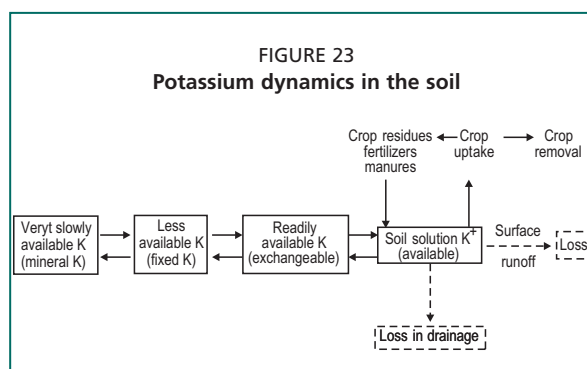 FIGURE 23
Potassium dynamics in the soil
Crop residues
fertilizers
manures
Crop
uptake
Crop
removal
Veryt slowly
available K
(mineral K)
Less
available K
(fixed K)
Readily
available K
(exchangeable)
Soil solution K+
(available)
Surface
runoff
Loss
Loss in drainage